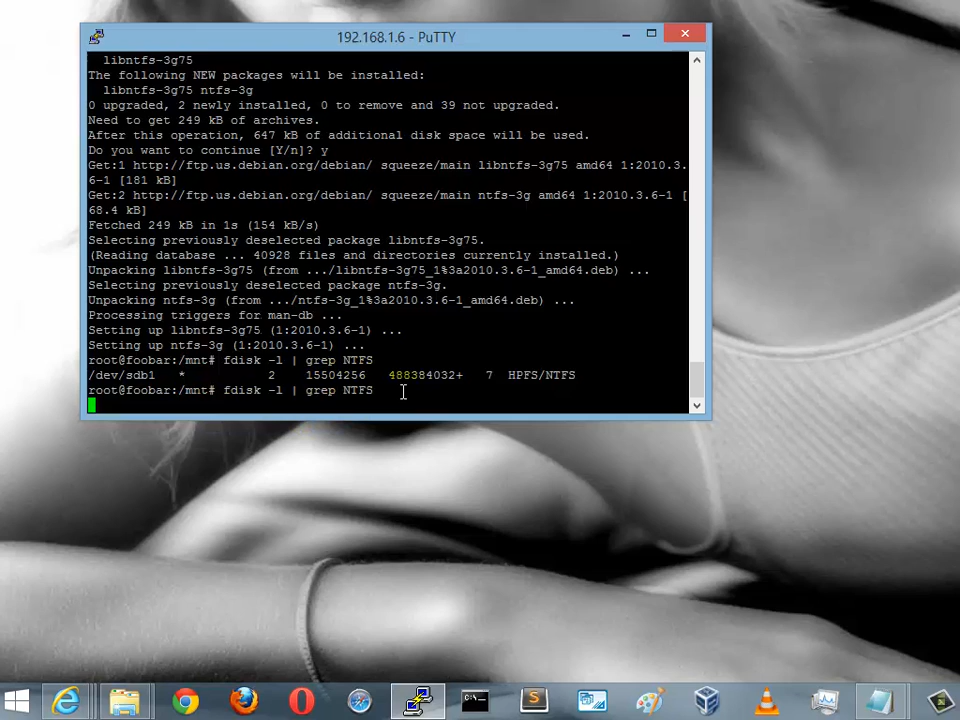 192.168.1.6 - PuTTY
libntfs-3g75
The following NEW packages will be installed:
libntfs-3g75 ntfs-3g
0 upgraded, 2 newly installed, 0 to remove and 39 not upgraded.
Need to get 249 kB of archives.
After this operation, 647 kB of additional disk space will be used.
Do you want to continue [Y/n]? y
Get:1 http://ftp.us.debian.org/debian/ squeeze/main libntfs-3g75 amd64 1:2010.3.
6-1 [181 kB]
Get:2 http://ftp.us.debian.org/debian/ squeeze/main ntfs-3g amd64 1:2010.3.6-1 [
68.4 kB]
Fetched 249 kB in 1s (154 kB/s)
Selecting previously deselected package libntfs-3g75.
(Reading database ... 40928 files and directories currently installed.)
Unpacking libntfs-3g75 (from .../libntfs-3g75_1%3a2010.3.6-1_amd64.deb) ...
Selecting previously deselected package ntfs-3g.
Unpacking ntfs-3g (from .../ntfs-3g_1%3a2010.3.6-1_amd64.deb) ...
Processing triggers for man-db ...
Setting up libntfs-3g75 (1:2010.3.6-1) ...
Setting up ntfs-3g (1:2010.3.6-1) ...
root@foobar:/mnt# fdisk -l | grep NTFS
/dev/sdb1 * 2 15504256 488384032+ 7 HPFS/NTFS
root@foobar:/mnt# fdisk -l | grep NTFS